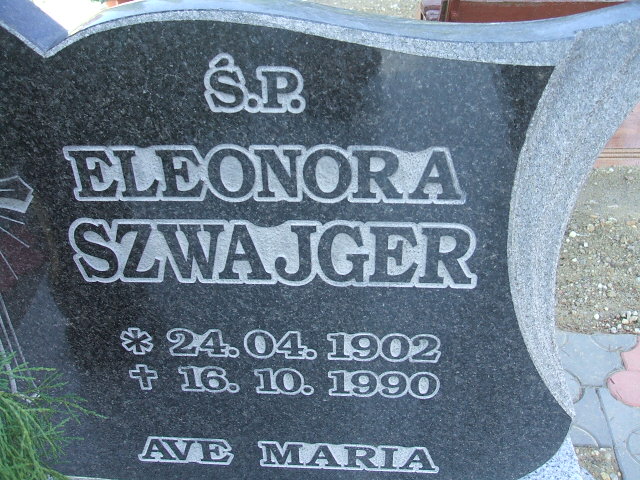 Ś.P.
ELEONORA
SZWAJGER
* 24. 04. 1902
✝ 16. 10. 1990
AVE MARIA